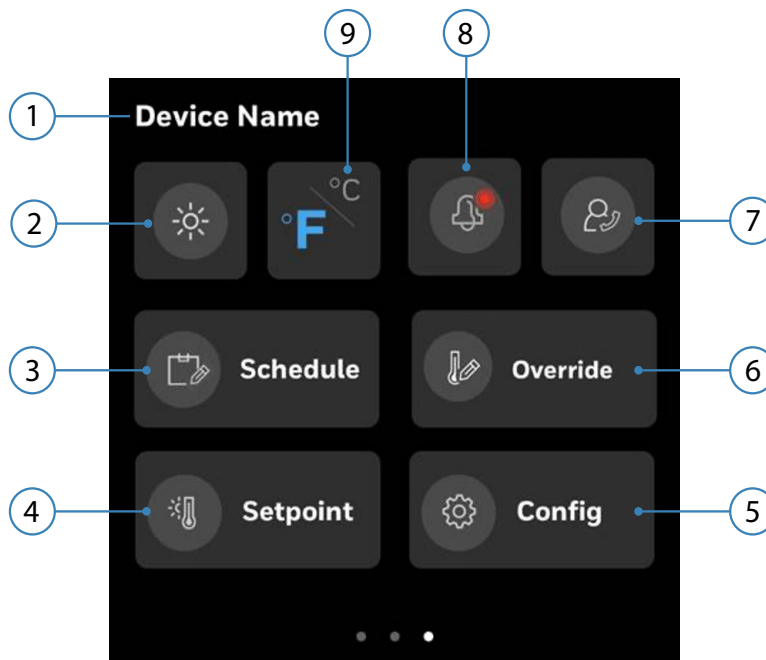 9
8
1
Device Name
2
°F
°C
7
3
Schedule
Override
6
4
Setpoint
Config
5